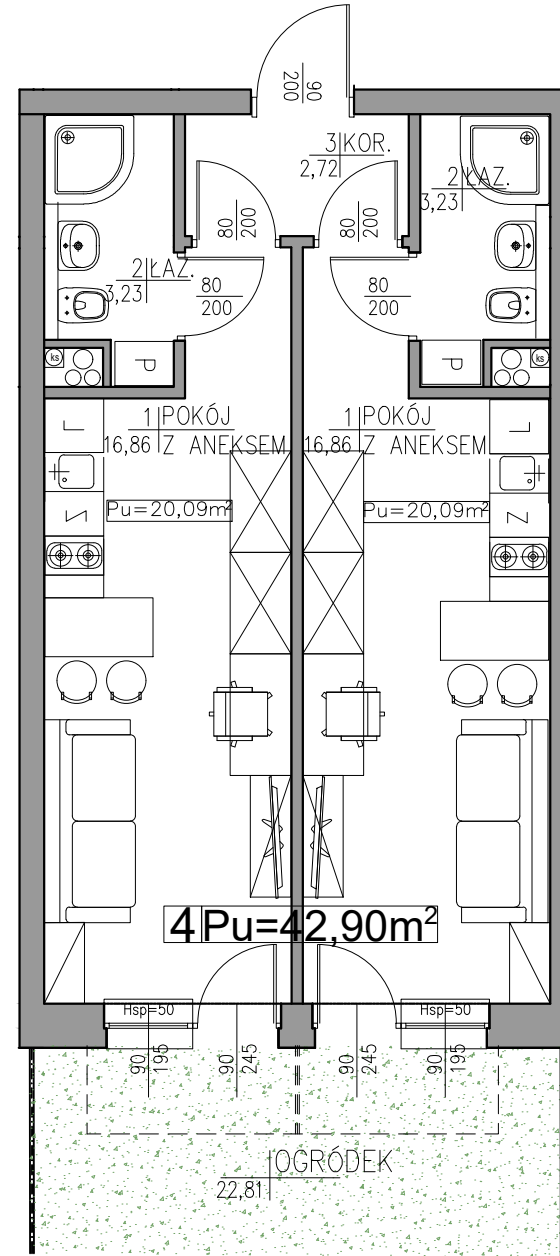 90
200
3 KOR.
2,72
2 ŁAZ.
3,23
80
200
80
200
2 ŁAZ.
3,23
80
200
80
200
ks
ks
P
P
1 POKÓJ
16,86 Z ANEKSEM
1 POKÓJ
16,86 Z ANEKSEM
L
L
Pu=20,09m²
Pu=20,09m²
Z
Z
4 Pu=42,90m²
Hsp=50
Hsp=50
90
195
90
245
90
245
90
195
OGRÓDEK
22,81